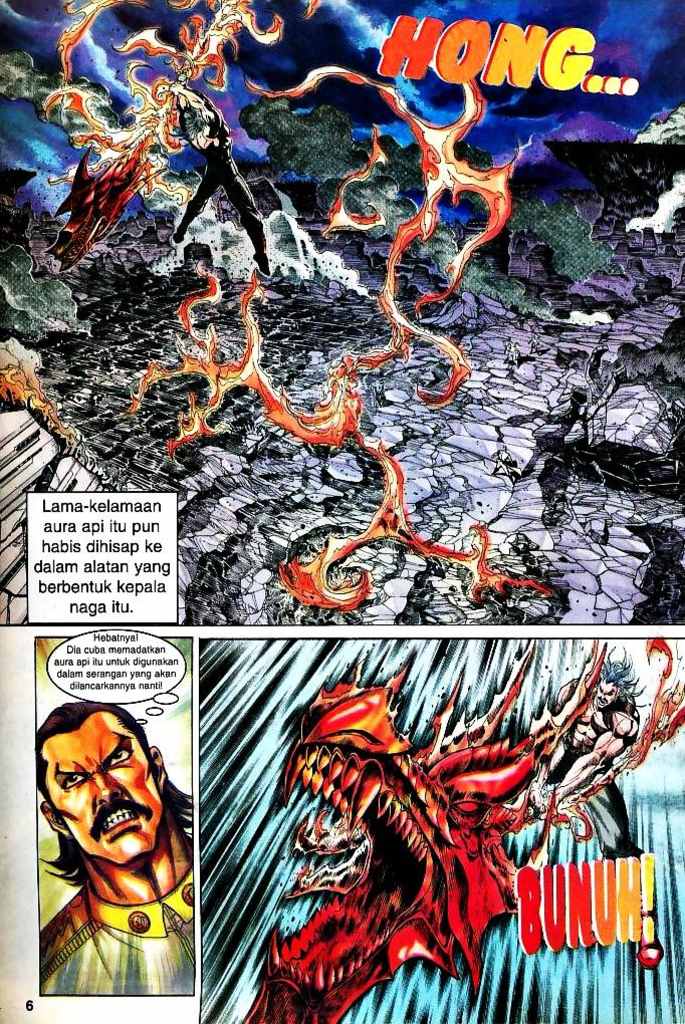 HONG...
Lama-kelamaan
aura api itu pun
habis dihisap ke
dalam alatan yang
berbentuk kepala
naga itu.
Hebatnya!
Dia cuba memadatkan
aura api itu untuk digunakan
dalam serangan yang akan
dilancarkannya nanti!
BUNUH!
6